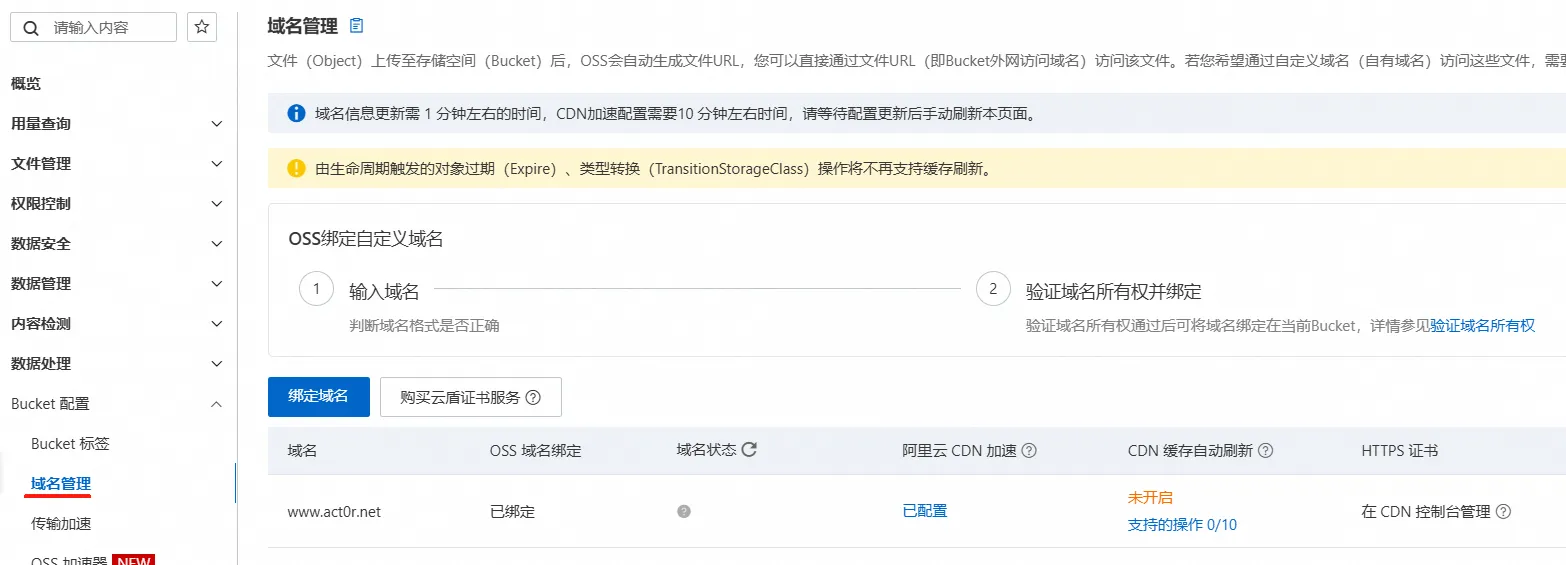 请输入内容
概览
用量查询
文件管理
权限控制
数据安全
数据管理
内容检测
数据处理
Bucket 配置
Bucket 标签
域名管理
传输加速
OSS 加速器 NEW
域名管理
文件（Object）上传至存储空间（Bucket）后，OSS会自动生成文件URL，您可以直接通过文件URL（即Bucket外网访问域名）访问该文件。若您希望通过自定义域名（自有域名）访问这些文件，需
域名信息更新需 1 分钟左右的时间，CDN加速配置需要10 分钟左右时间，请等待配置更新后手动刷新本页面。
由生命周期触发的对象过期（Expire）、类型转换（TransitionStorageClass）操作将不再支持缓存刷新。
OSS绑定自定义域名
1 输入域名
判断域名格式是否正确
2 验证域名所有权并绑定
验证域名所有权通过后可将域名绑定在当前Bucket，详情参见验证域名所有权
绑定域名 购买云盾证书服务
域名 OSS 域名绑定 域名状态 阿里云 CDN 加速 CDN 缓存自动刷新 HTTPS 证书
www.act0r.net 已绑定 已配置 未开启 在 CDN 控制台管理
支持的操作 0/10